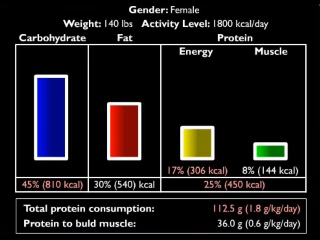 Gender: Female
Weight: 140 lbs   Activity Level: 1800 kcal/day
Carbohydrate   Fat   Protein
Energy   Muscle
17% (306 kcal)   8% (144 kcal)
45% (810 kcal)   30% (540) kcal   25% (450 kcal)
Total protein consumption:   112.5 g (1.8 g/kg/day)
Protein to buld muscle:   36.0 g (0.6 g/kg/day)